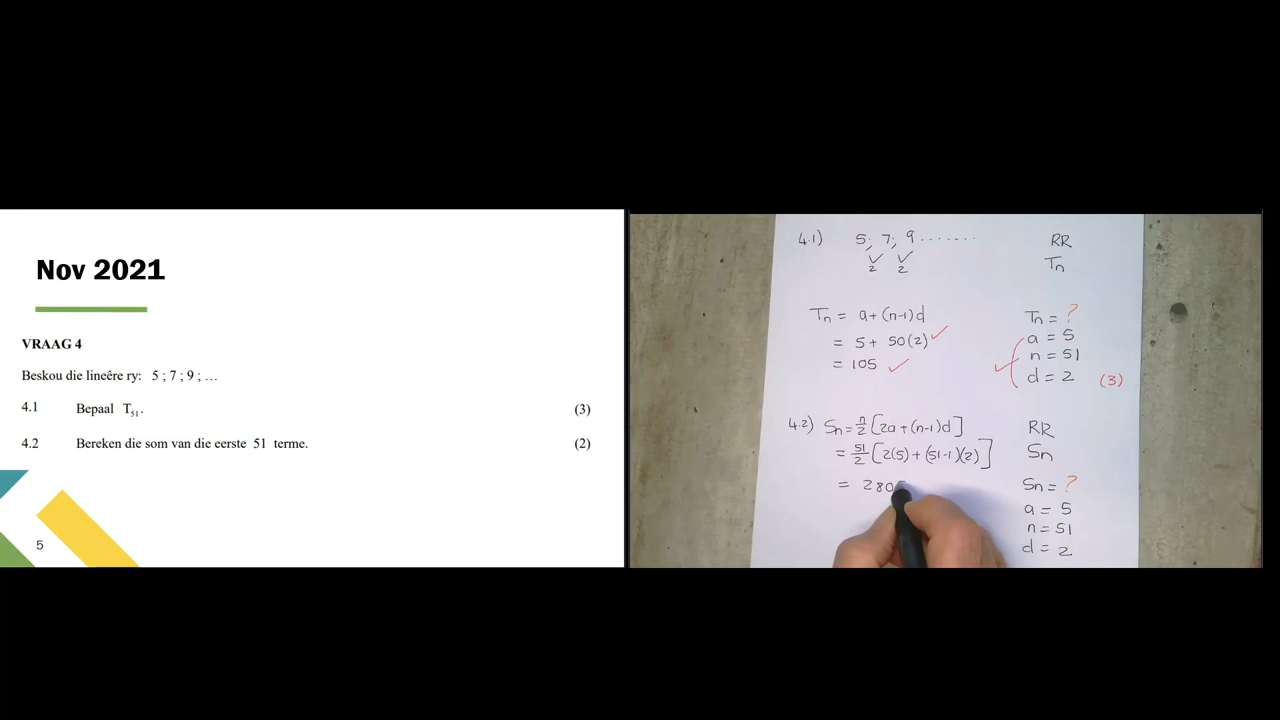 Nov 2021
VRAAG 4
Beskou die lineêre ry: 5 ; 7 ; 9 ; …
4.1 Bepaal T₅₁. (3)
4.2 Bereken die som van die eerste 51 terme. (2)
5
4.1) 5; 7; 9 ....... RR
2 2 Tn
Tn = a + (n-1)d Tn = ?
= 5 + 50(2) ✓ a = 5
= 105 ✓ n = 51
✓ d = 2 (3)
4.2) Sn = n/2 [2a + (n-1)d] RR
= 51/2 [2(5) + (51-1)(2)] Sn
= 280 Sn = ?
a = 5
n = 51
d = 2